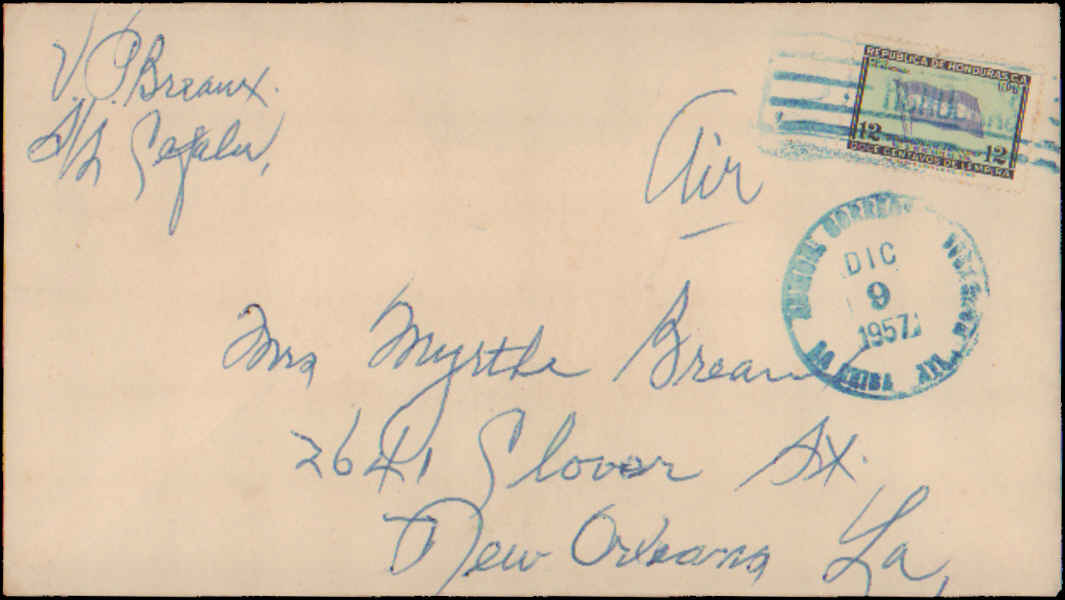 V. P. Breaux.
S/S Cefalu,
Air
REPUBLICA DE HONDURAS. C.A.
12 12
DOCE CENTAVOS DE LEMPIRA
DIC
9
1957
LA CEIBA
Mrs Myrtle Breaux
2641 Glover St.
New Orleans La,